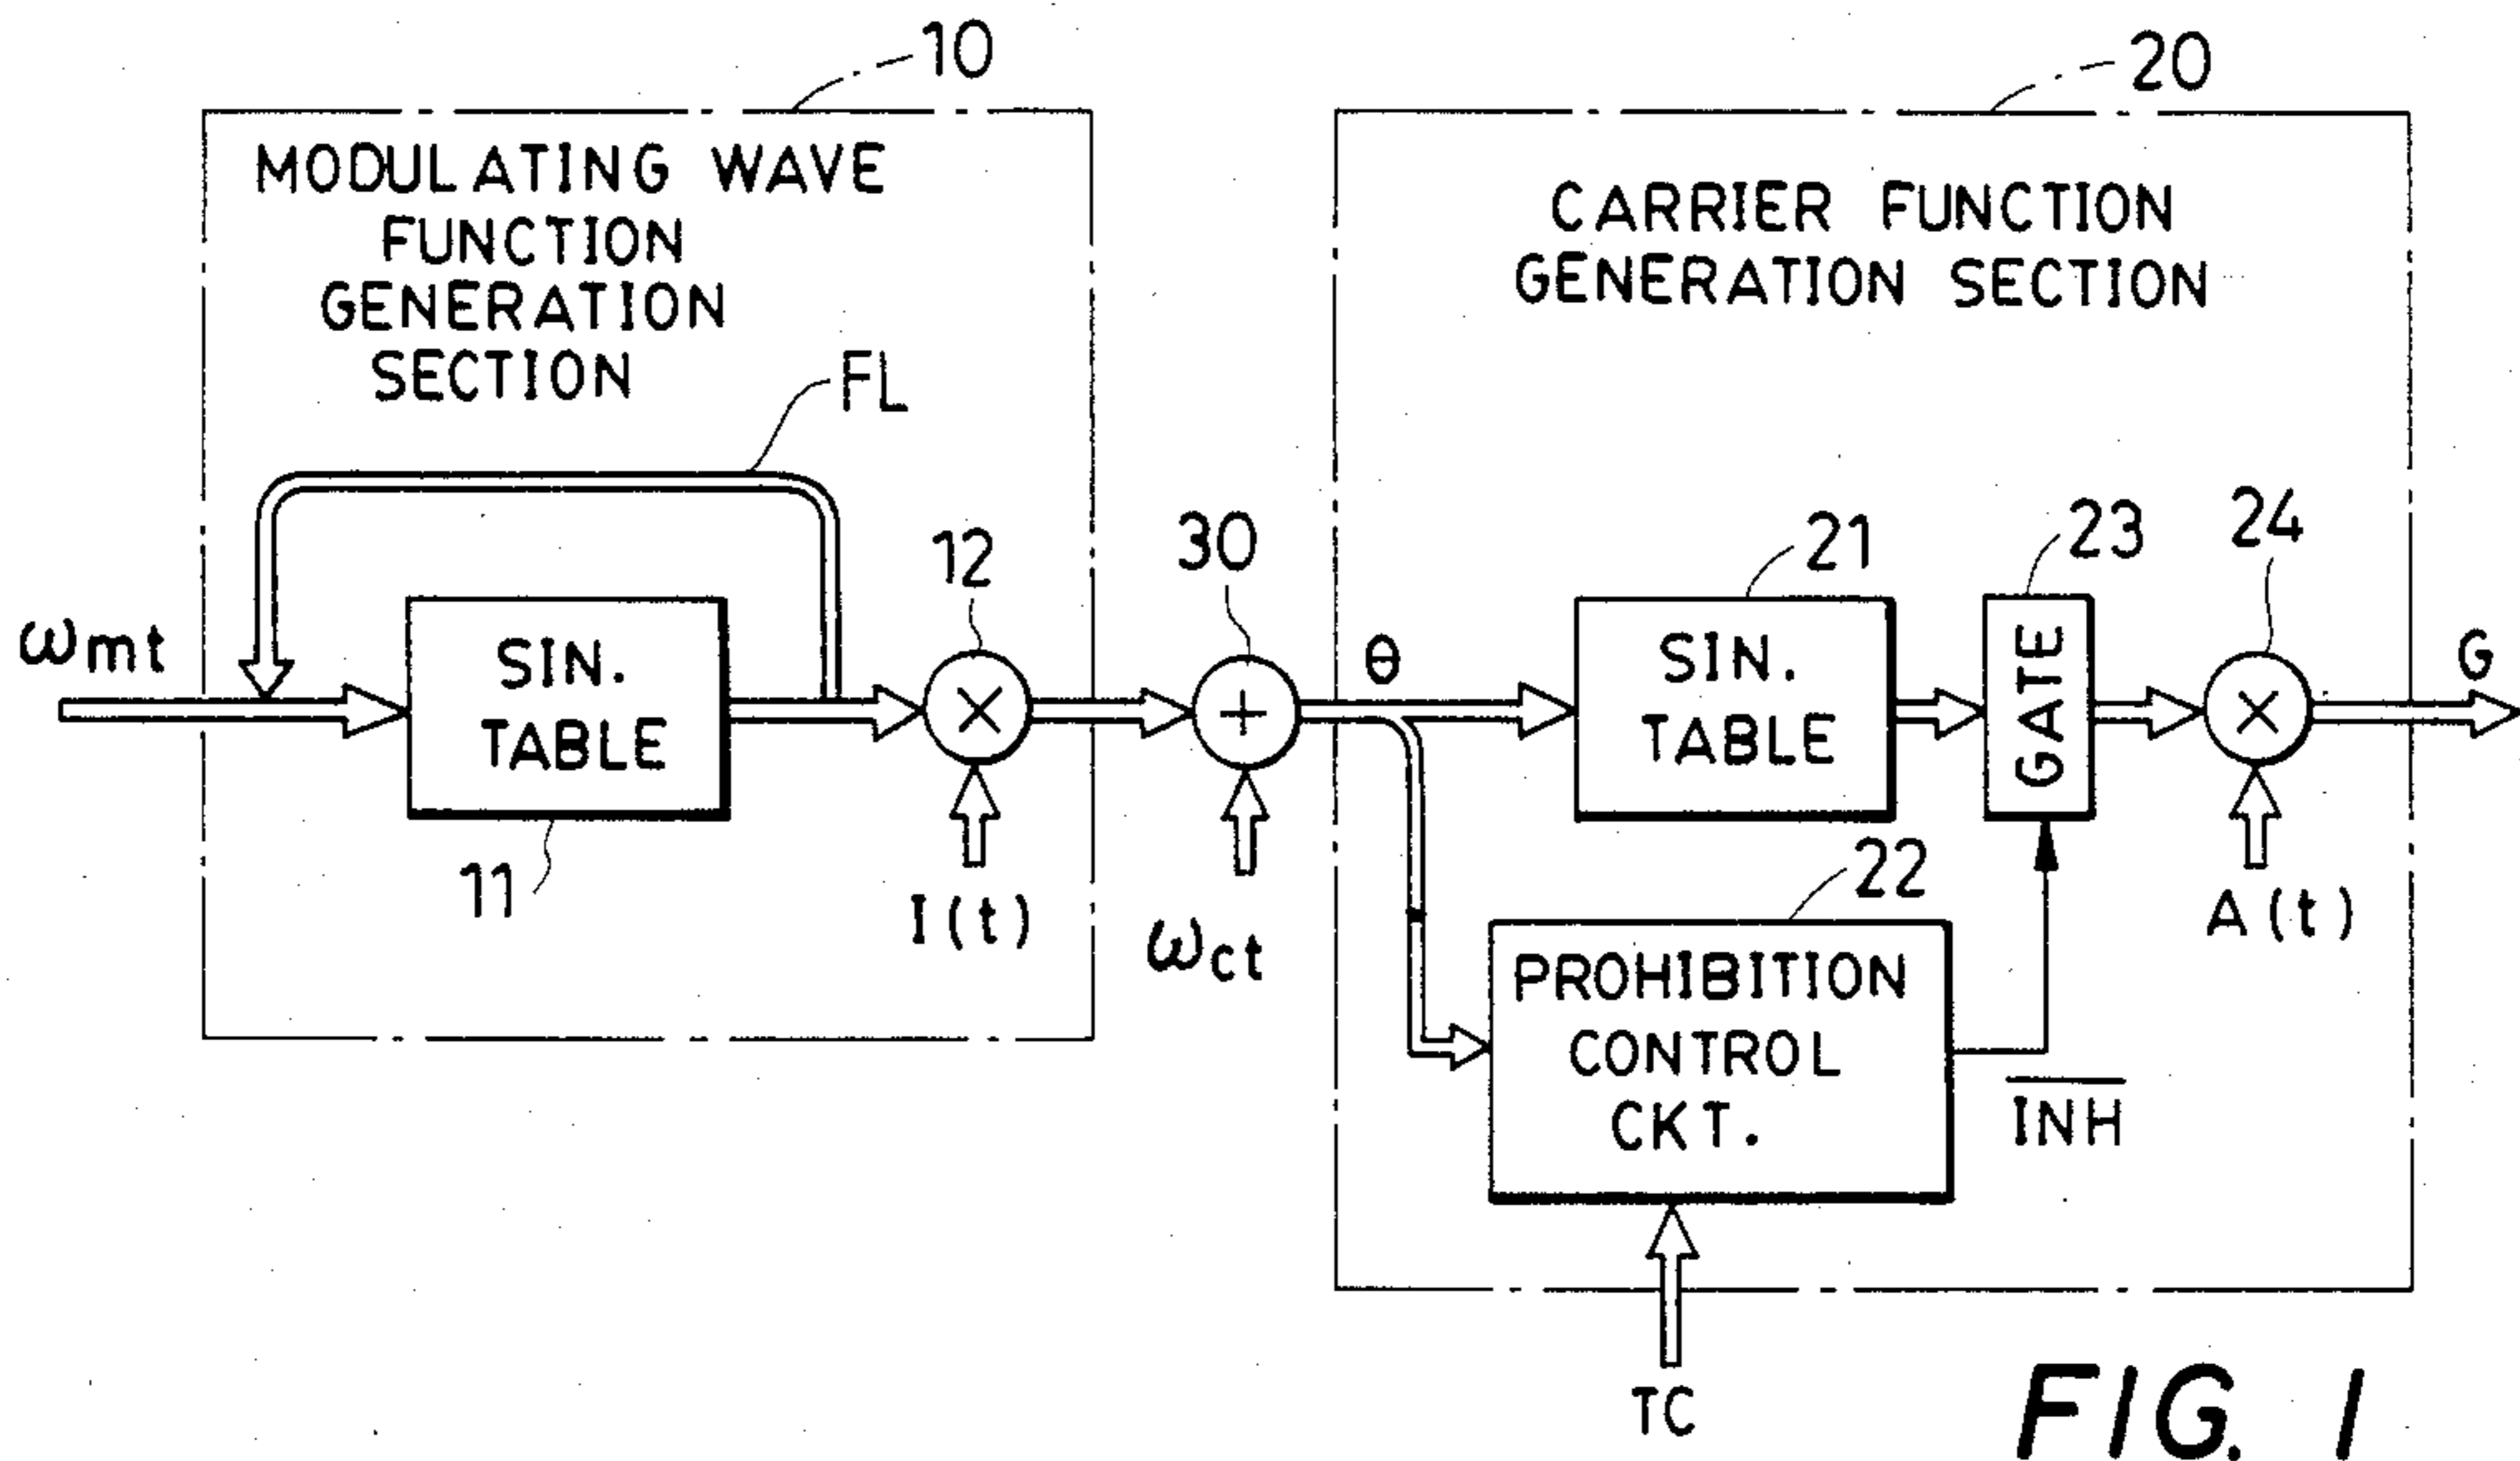 10
20
MODULATING WAVE
FUNCTION
GENERATION
SECTION
CARRIER FUNCTION
GENERATION SECTION
FL
12
30
21
23
24
ωmt
SIN.
TABLE
×
+
θ
SIN.
TABLE
GATE
×
G
11
I(t)
ωct
22
A(t)
PROHIBITION
CONTROL
CKT.
I̅N̅H̅
TC
FIG. 1